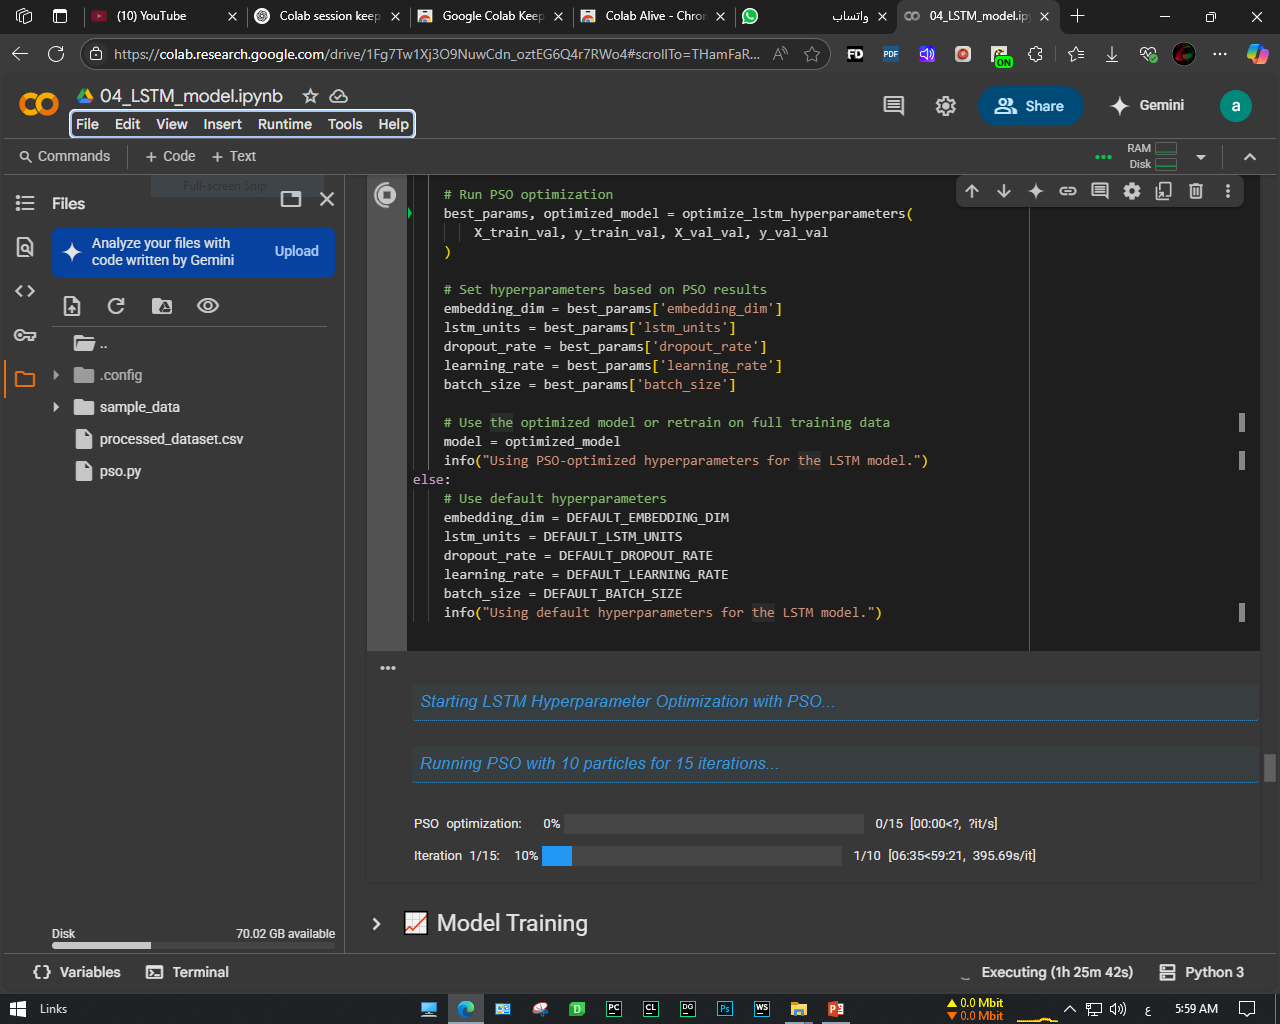 (10) YouTube
Colab session keep
Google Colab Keep
Colab Alive - Chron
واتساب
04_LSTM_model.ipy
https://colab.research.google.com/drive/1Fg7Tw1Xj3O9NuwCdn_oztEG6Q4r7RWo4#scrollTo=THamFaR...
FD
PDF
ON
04_LSTM_model.ipynb
File Edit View Insert Runtime Tools Help
Share
Gemini
a
Commands
+ Code + Text
RAM
Disk
Full-screen Snip
Files
Analyze your files with
code written by Gemini
Upload
..
.config
sample_data
processed_dataset.csv
pso.py
Disk
70.02 GB available
# Run PSO optimization
best_params, optimized_model = optimize_lstm_hyperparameters(
X_train_val, y_train_val, X_val_val, y_val_val
)
# Set hyperparameters based on PSO results
embedding_dim = best_params['embedding_dim']
lstm_units = best_params['lstm_units']
dropout_rate = best_params['dropout_rate']
learning_rate = best_params['learning_rate']
batch_size = best_params['batch_size']
# Use the optimized model or retrain on full training data
model = optimized_model
info("Using PSO-optimized hyperparameters for the LSTM model.")
else:
# Use default hyperparameters
embedding_dim = DEFAULT_EMBEDDING_DIM
lstm_units = DEFAULT_LSTM_UNITS
dropout_rate = DEFAULT_DROPOUT_RATE
learning_rate = DEFAULT_LEARNING_RATE
batch_size = DEFAULT_BATCH_SIZE
info("Using default hyperparameters for the LSTM model.")
Starting LSTM Hyperparameter Optimization with PSO...
Running PSO with 10 particles for 15 iterations...
PSO optimization: 0% 0/15 [00:00<?, ?it/s]
Iteration 1/15: 10% 1/10 [06:35<59:21, 395.69s/it]
Model Training
Variables
Terminal
Executing (1h 25m 42s)
Python 3
Links
D
PC
CL
DG
Ps
WS
0.0 Mbit
0.0 Mbit
ع
5:59 AM